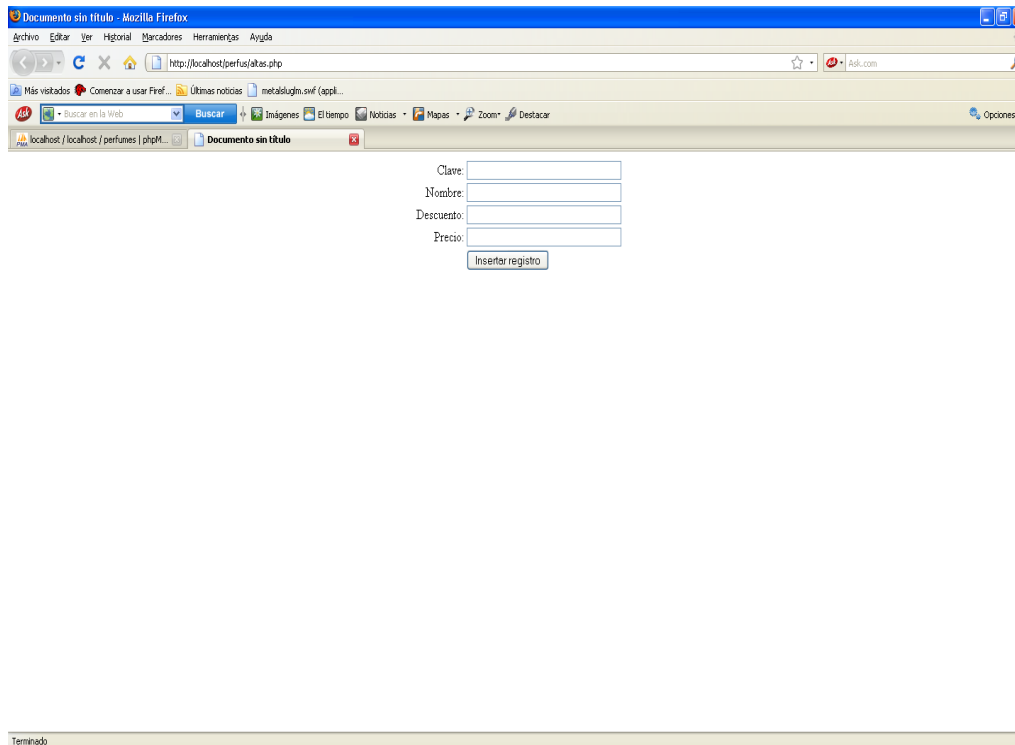 Documento sin título - Mozilla Firefox
Archivo Editar Ver Historial Marcadores Herramientas Ayuda
http://localhost/perfus/altas.php Ask.com
Más visitados Comenzar a usar Firef... Últimas noticias metalsluglm.swf (appli...
Ask Buscar en la Web Buscar Imágenes El tiempo Noticias Mapas Zoom Destacar Opciones
PMA localhost / localhost / perfumes | phpM... Documento sin título
Clave:
Nombre:
Descuento:
Precio:
Insertar registro
Terminado